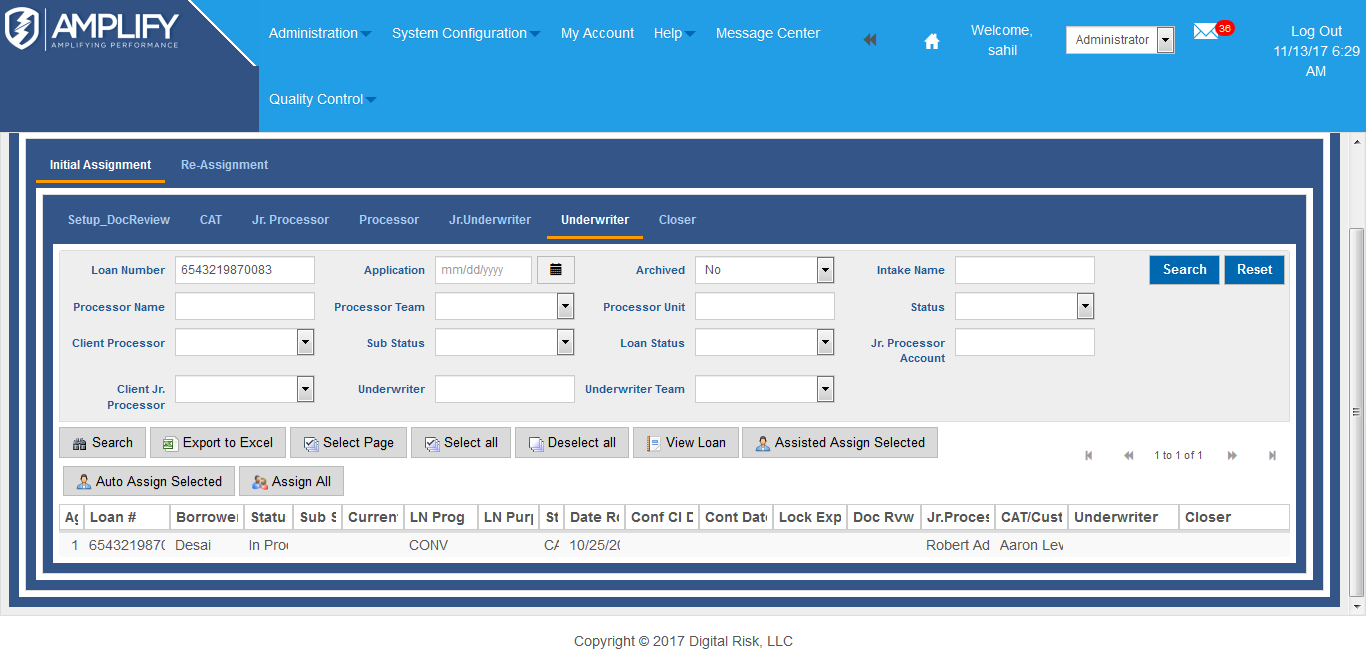 AMPLIFY
AMPLIFYING PERFORMANCE
Administration
System Configuration
My Account
Help
Message Center
Quality Control
Welcome,
sahil
Administrator
36
Log Out
11/13/17 6:29
AM
Initial Assignment
Re-Assignment
Setup_DocReview
CAT
Jr. Processor
Processor
Jr.Underwriter
Underwriter
Closer
Loan Number
6543219870083
Application
mm/dd/yyyy
Archived
No
Intake Name
Search
Reset
Processor Name
Processor Team
Processor Unit
Status
Client Processor
Sub Status
Loan Status
Jr. Processor
Account
Client Jr.
Processor
Underwriter
Underwriter Team
Search
Export to Excel
Select Page
Select all
Deselect all
View Loan
Assisted Assign Selected
1 to 1 of 1
Auto Assign Selected
Assign All
Ag
Loan #
Borrower
Statu
Sub S
Curren
LN Prog
LN Purp
St
Date Re
Conf Cl D
Cont Date
Lock Exp
Doc Rvw
Jr.Proces
CAT/Cust
Underwriter
Closer
1
654321987
Desai
In Pro
CONV
CA
10/25/20
Robert Ad
Aaron Lev
Copyright © 2017 Digital Risk, LLC